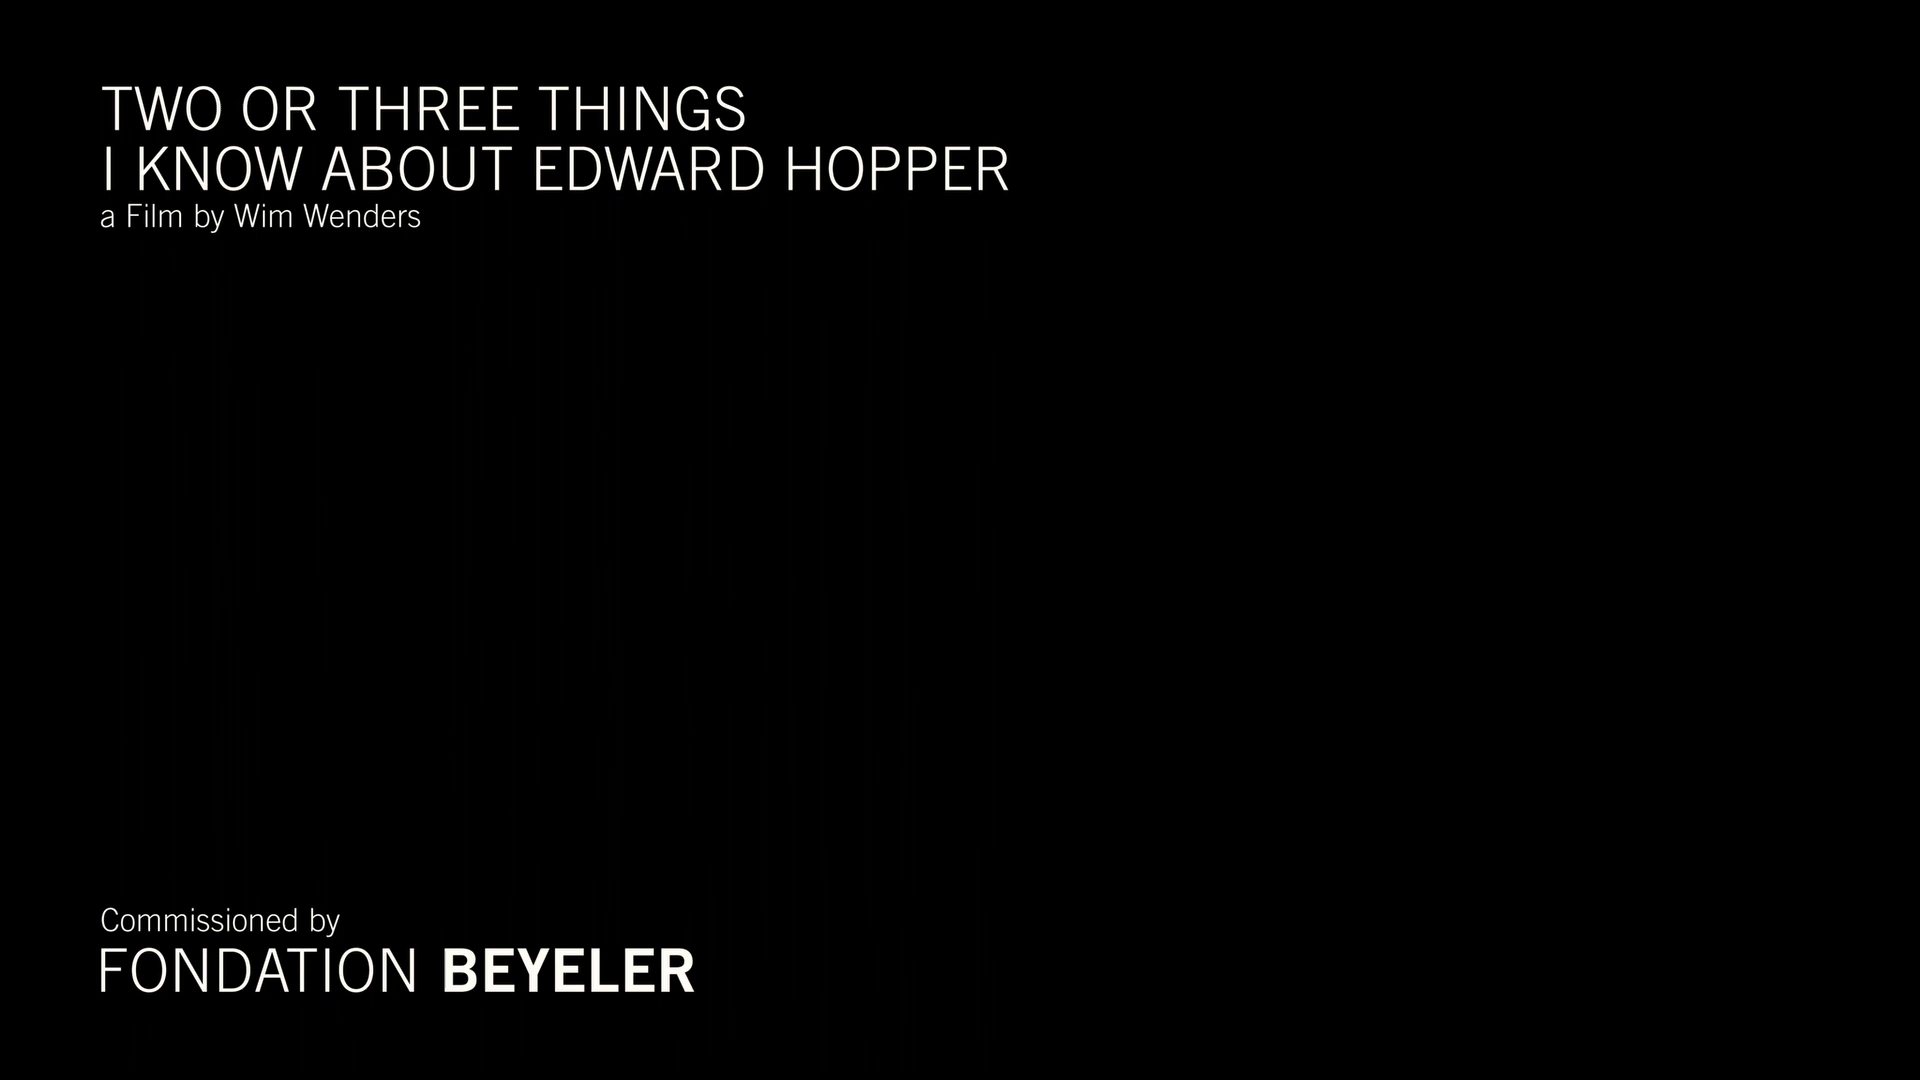 TWO OR THREE THINGS
I KNOW ABOUT EDWARD HOPPER
a Film by Wim Wenders
Commissioned by
FONDATION BEYELER